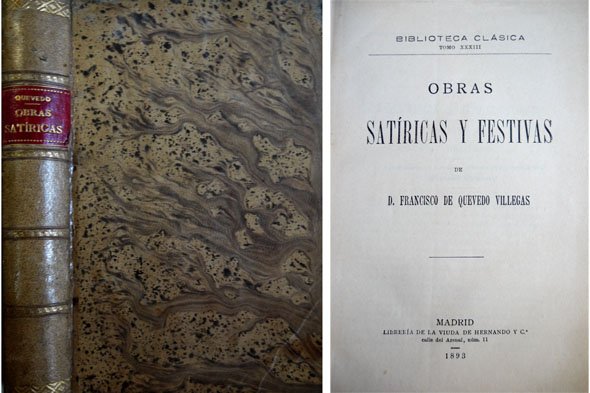 QUEVEDO
OBRAS
SATÍRICAS
BIBLIOTECA CLÁSICA
TOMO XXXIII
OBRAS
SATÍRICAS Y FESTIVAS
DE
D. FRANCISCO DE QUEVEDO VILLEGAS
MADRID
LIBRERÍA DE LA VIUDA DE HERNANDO Y C.ª
calle del Arenal, núm. 11
1893